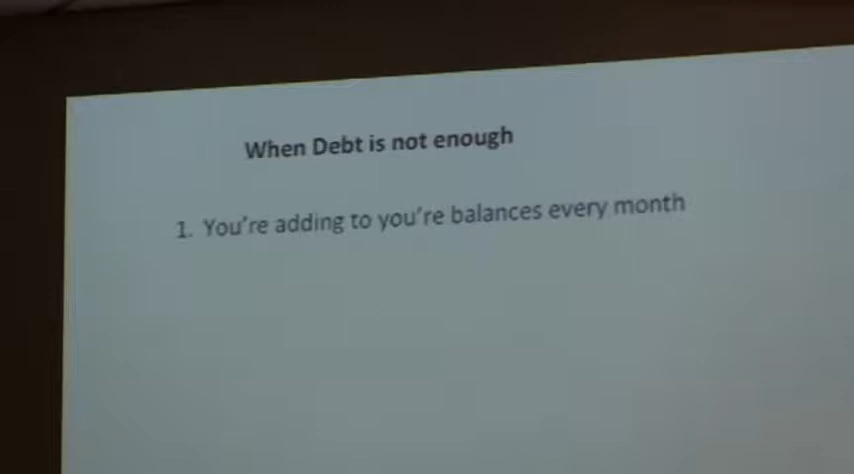 When Debt is not enough
1. You're adding to you're balances every month